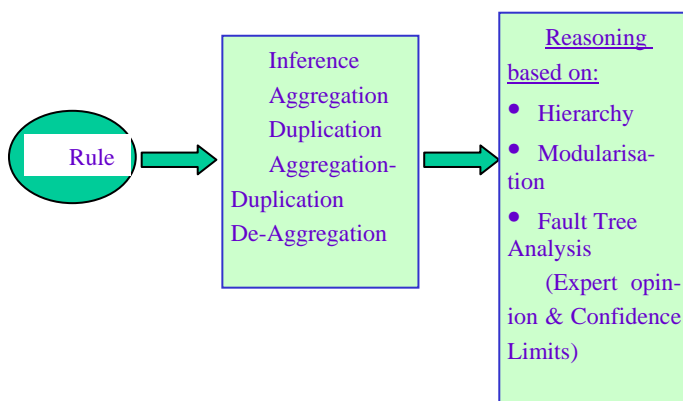 Rule
Inference
Aggregation
Duplication
Aggregation-
Duplication
De-Aggregation
Reasoning
based on:
• Hierarchy
• Modularisa-
tion
• Fault Tree
Analysis
(Expert opin-
ion & Confidence
Limits)